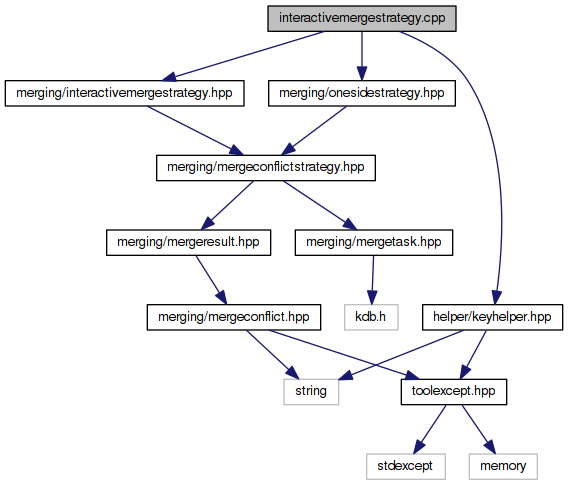 interactivemergestrategy.cpp
merging/interactivemergestrategy.hpp
merging/onesidestrategy.hpp
merging/mergeconflictstrategy.hpp
merging/mergeresult.hpp
merging/mergetask.hpp
merging/mergeconflict.hpp
kdb.h
helper/keyhelper.hpp
string
toolexcept.hpp
stdexcept
memory